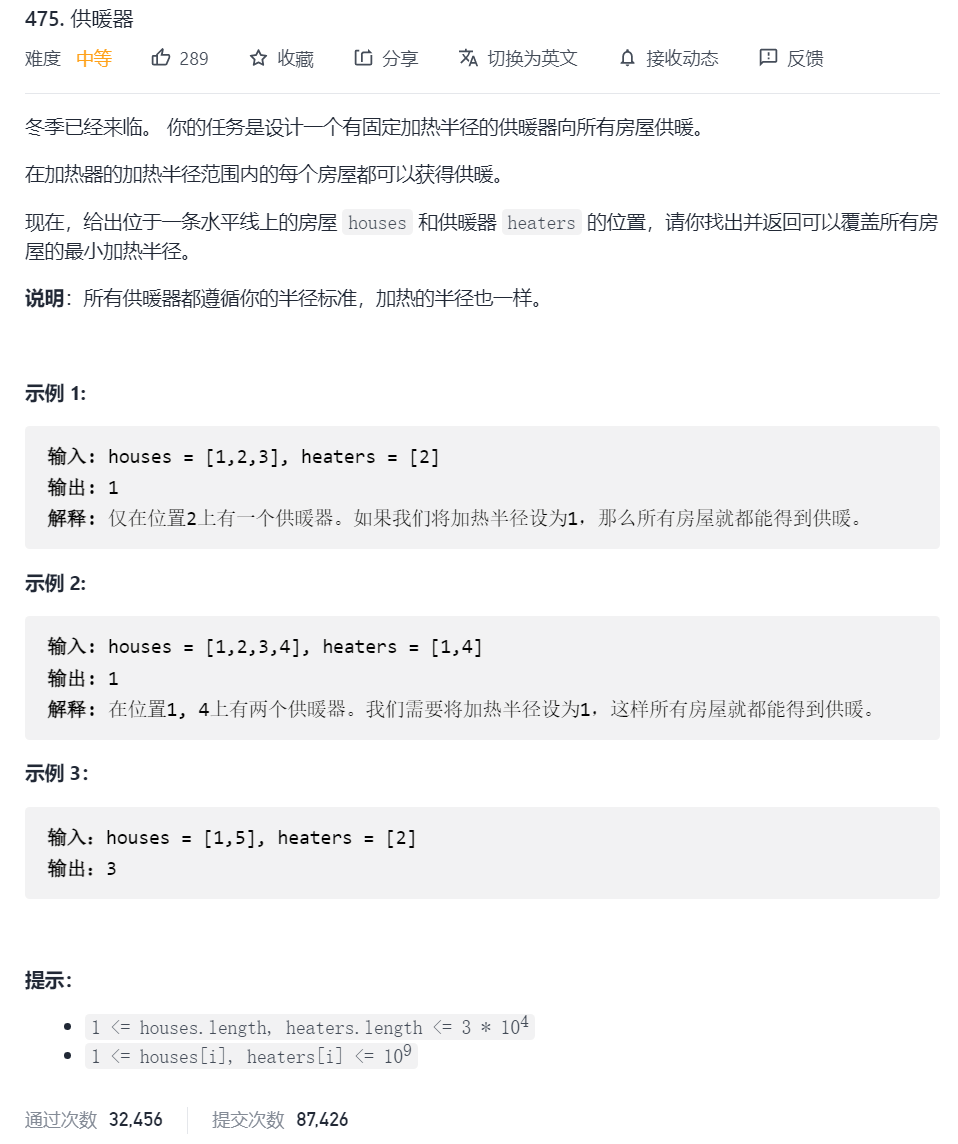 475. 供暖器
难度 中等 289 收藏 分享 切换为英文 接收动态 反馈
冬季已经来临。 你的任务是设计一个有固定加热半径的供暖器向所有房屋供暖。
在加热器的加热半径范围内的每个房屋都可以获得供暖。
现在，给出位于一条水平线上的房屋 houses 和供暖器 heaters 的位置，请你找出并返回可以覆盖所有房
屋的最小加热半径。
说明：所有供暖器都遵循你的半径标准，加热的半径也一样。
示例 1:
输入: houses = [1,2,3], heaters = [2]
输出: 1
解释: 仅在位置2上有一个供暖器。如果我们将加热半径设为1，那么所有房屋就都能得到供暖。
示例 2:
输入: houses = [1,2,3,4], heaters = [1,4]
输出: 1
解释: 在位置1, 4上有两个供暖器。我们需要将加热半径设为1，这样所有房屋就都能得到供暖。
示例 3：
输入：houses = [1,5], heaters = [2]
输出：3
提示：
1 <= houses.length, heaters.length <= 3 * 10⁴
1 <= houses[i], heaters[i] <= 10⁹
通过次数 32,456 提交次数 87,426